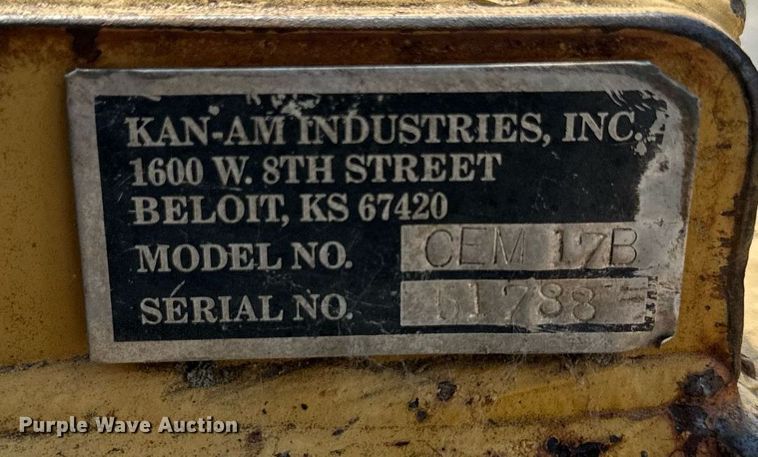 KAN-AM INDUSTRIES, INC.
1600 W. 8TH STREET
BELOIT, KS 67420
MODEL NO. CEM 17B
SERIAL NO. 51788
Purple Wave Auction